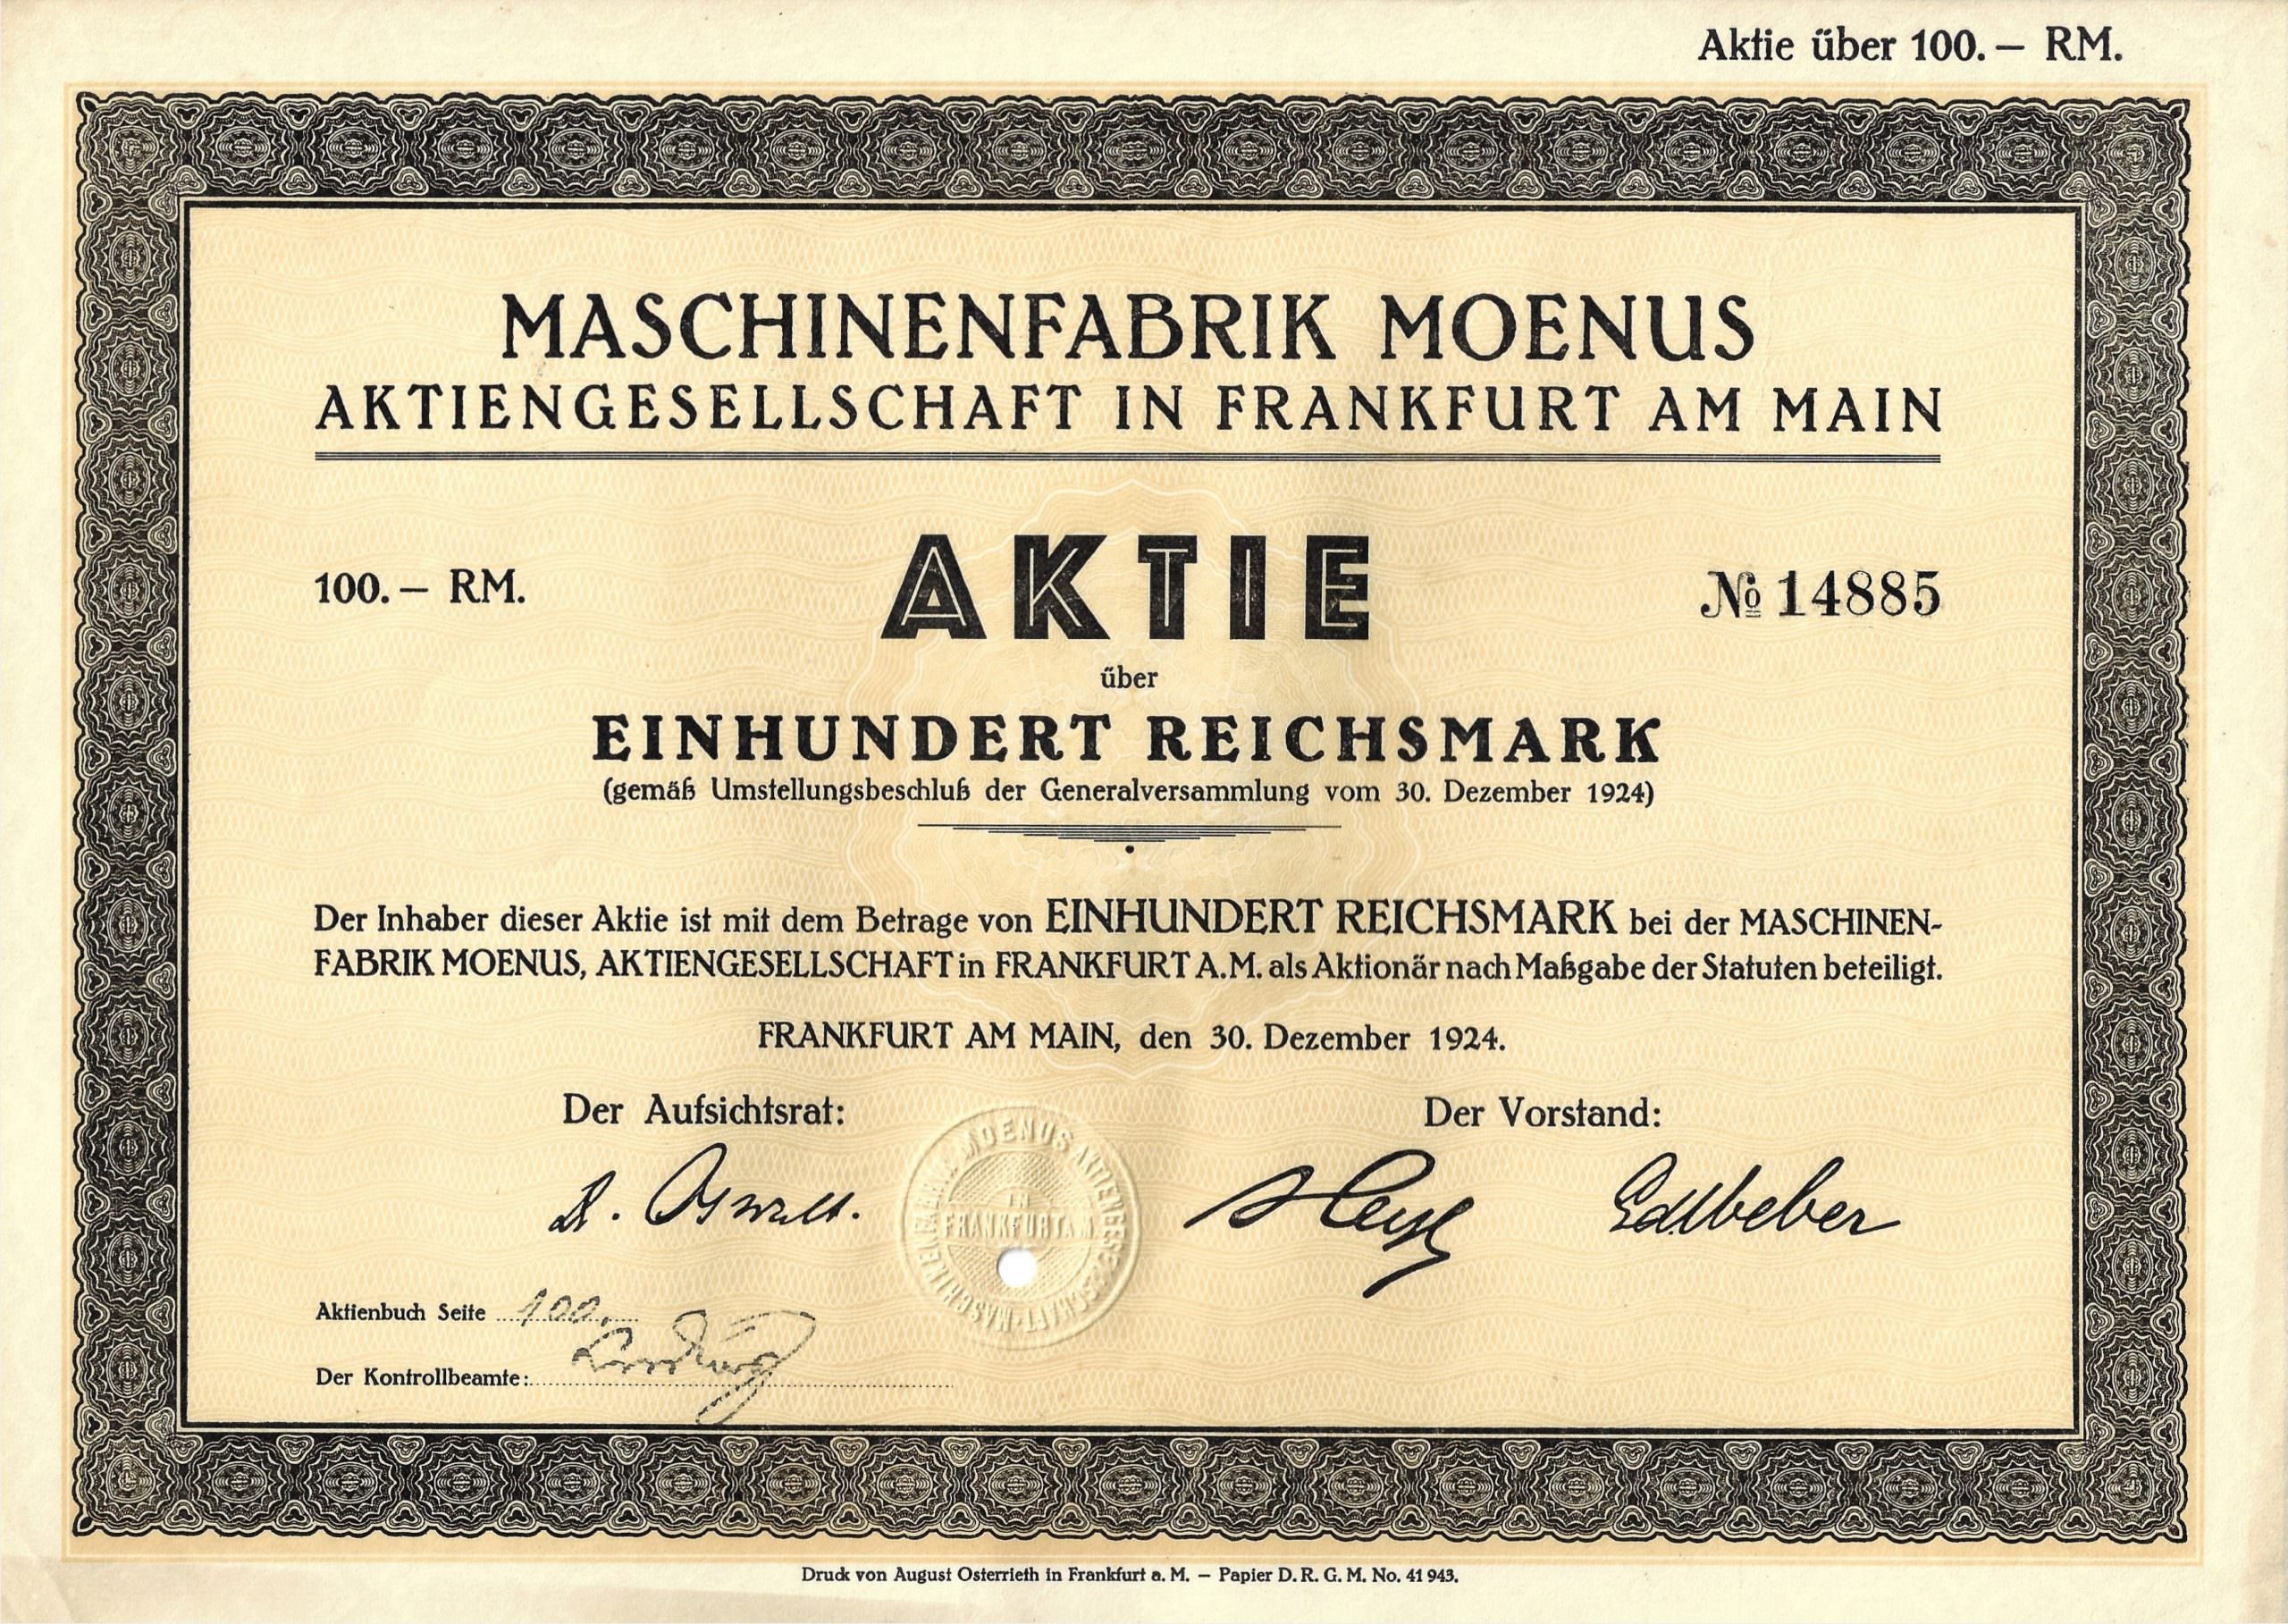 Aktie über 100.— RM.
MASCHINENFABRIK MOENUS
AKTIENGESELLSCHAFT IN FRANKFURT AM MAIN
100.— RM.
AKTIE
№ 14885
über
EINHUNDERT REICHSMARK
(gemäß Umstellungsbeschluß der Generalversammlung vom 30. Dezember 1924)
Der Inhaber dieser Aktie ist mit dem Betrage von EINHUNDERT REICHSMARK bei der MASCHINEN-
FABRIK MOENUS, AKTIENGESELLSCHAFT in FRANKFURT A.M. als Aktionär nach Maßgabe der Statuten beteiligt.
FRANKFURT AM MAIN, den 30. Dezember 1924.
Der Aufsichtsrat:
Der Vorstand:
MASCHINENFABRIK MOENUS AKTIENGESELLSCHAFT
IN
FRANKFURT A.M.
Aktienbuch Seite 100.
Der Kontrollbeamte:
Druck von August Osterrieth in Frankfurt a. M. — Papier D. R. G. M. No. 41 943.